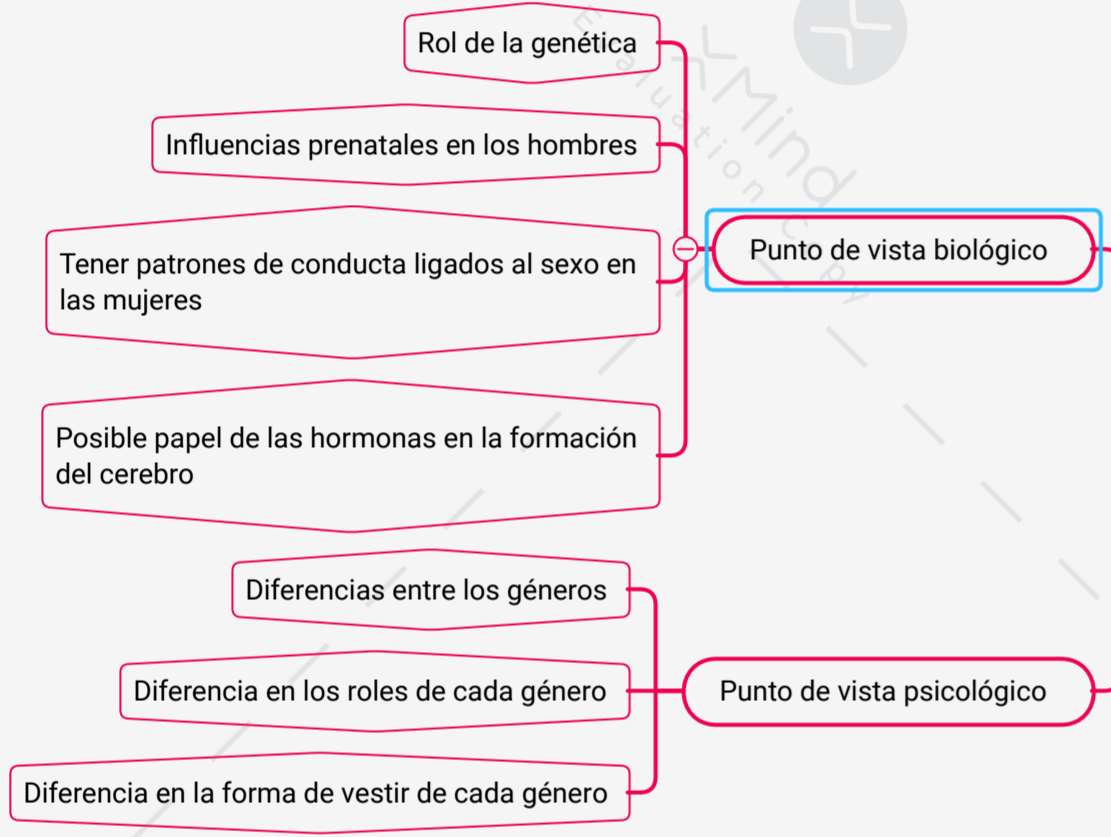 Rol de la genética
Influencias prenatales en los hombres
Tener patrones de conducta ligados al sexo en
las mujeres
Posible papel de las hormonas en la formación
del cerebro
Punto de vista biológico
Diferencias entre los géneros
Diferencia en los roles de cada género
Diferencia en la forma de vestir de cada género
Punto de vista psicológico
XMind
Evaluation Copy